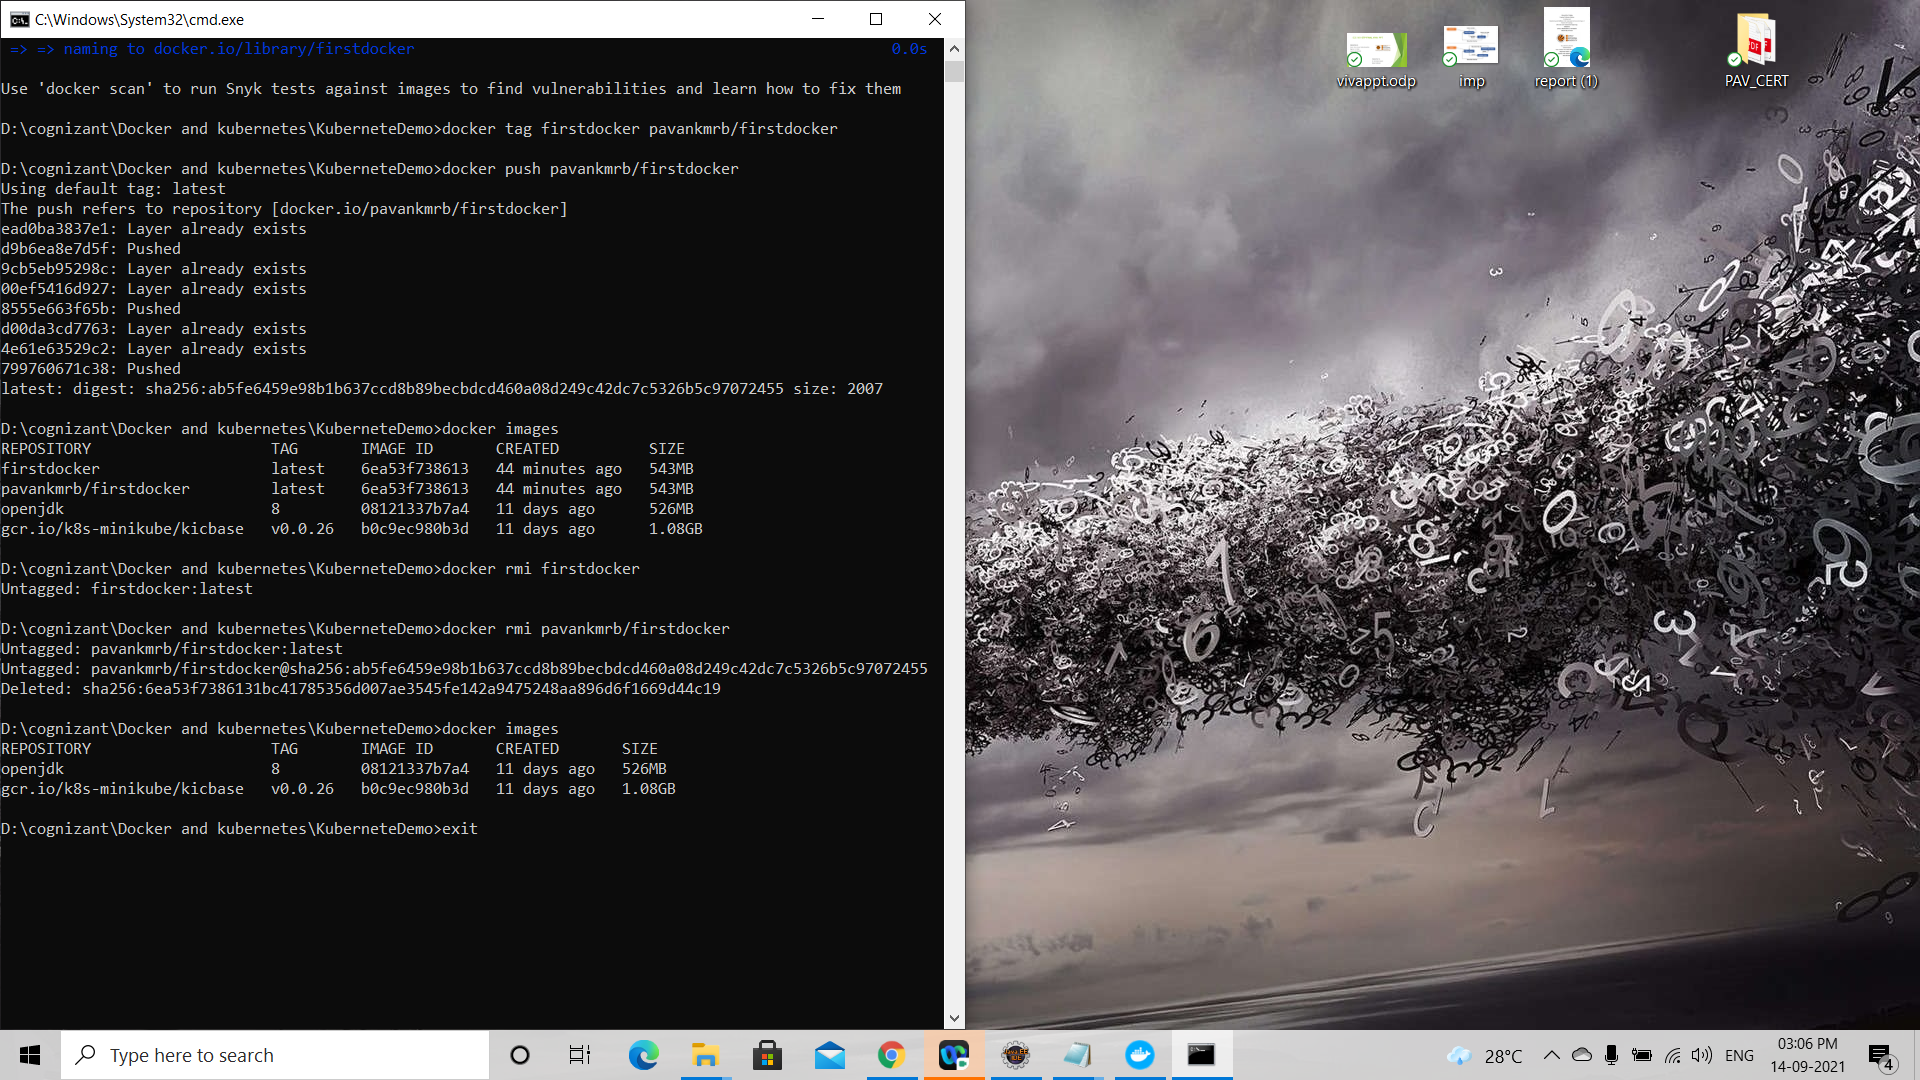 C:\Windows\System32\cmd.exe
=> => naming to docker.io/library/firstdocker 0.0s
Use 'docker scan' to run Snyk tests against images to find vulnerabilities and learn how to fix them
D:\cognizant\Docker and kubernetes\KuberneteDemo>docker tag firstdocker pavankmrb/firstdocker
D:\cognizant\Docker and kubernetes\KuberneteDemo>docker push pavankmrb/firstdocker
Using default tag: latest
The push refers to repository [docker.io/pavankmrb/firstdocker]
ead0ba3837e1: Layer already exists
d9b6ea8e7d5f: Pushed
9cb5eb95298c: Layer already exists
00ef5416d927: Layer already exists
8555e663f65b: Pushed
d00da3cd7763: Layer already exists
4e61e63529c2: Layer already exists
799760671c38: Pushed
latest: digest: sha256:ab5fe6459e98b1b637ccd8b89becbdcd460a08d249c42dc7c5326b5c97072455 size: 2007
D:\cognizant\Docker and kubernetes\KuberneteDemo>docker images
REPOSITORY TAG IMAGE ID CREATED SIZE
firstdocker latest 6ea53f738613 44 minutes ago 543MB
pavankmrb/firstdocker latest 6ea53f738613 44 minutes ago 543MB
openjdk 8 08121337b7a4 11 days ago 526MB
gcr.io/k8s-minikube/kicbase v0.0.26 b0c9ec980b3d 11 days ago 1.08GB
D:\cognizant\Docker and kubernetes\KuberneteDemo>docker rmi firstdocker
Untagged: firstdocker:latest
D:\cognizant\Docker and kubernetes\KuberneteDemo>docker rmi pavankmrb/firstdocker
Untagged: pavankmrb/firstdocker:latest
Untagged: pavankmrb/firstdocker@sha256:ab5fe6459e98b1b637ccd8b89becbdcd460a08d249c42dc7c5326b5c97072455
Deleted: sha256:6ea53f7386131bc41785356d007ae3545fe142a9475248aa896d6f1669d44c19
D:\cognizant\Docker and kubernetes\KuberneteDemo>docker images
REPOSITORY TAG IMAGE ID CREATED SIZE
openjdk 8 08121337b7a4 11 days ago 526MB
gcr.io/k8s-minikube/kicbase v0.0.26 b0c9ec980b3d 11 days ago 1.08GB
D:\cognizant\Docker and kubernetes\KuberneteDemo>exit
vivappt.odp
imp
report (1)
PAV_CERT
Type here to search
28°C
ENG
03:06 PM
14-09-2021
4